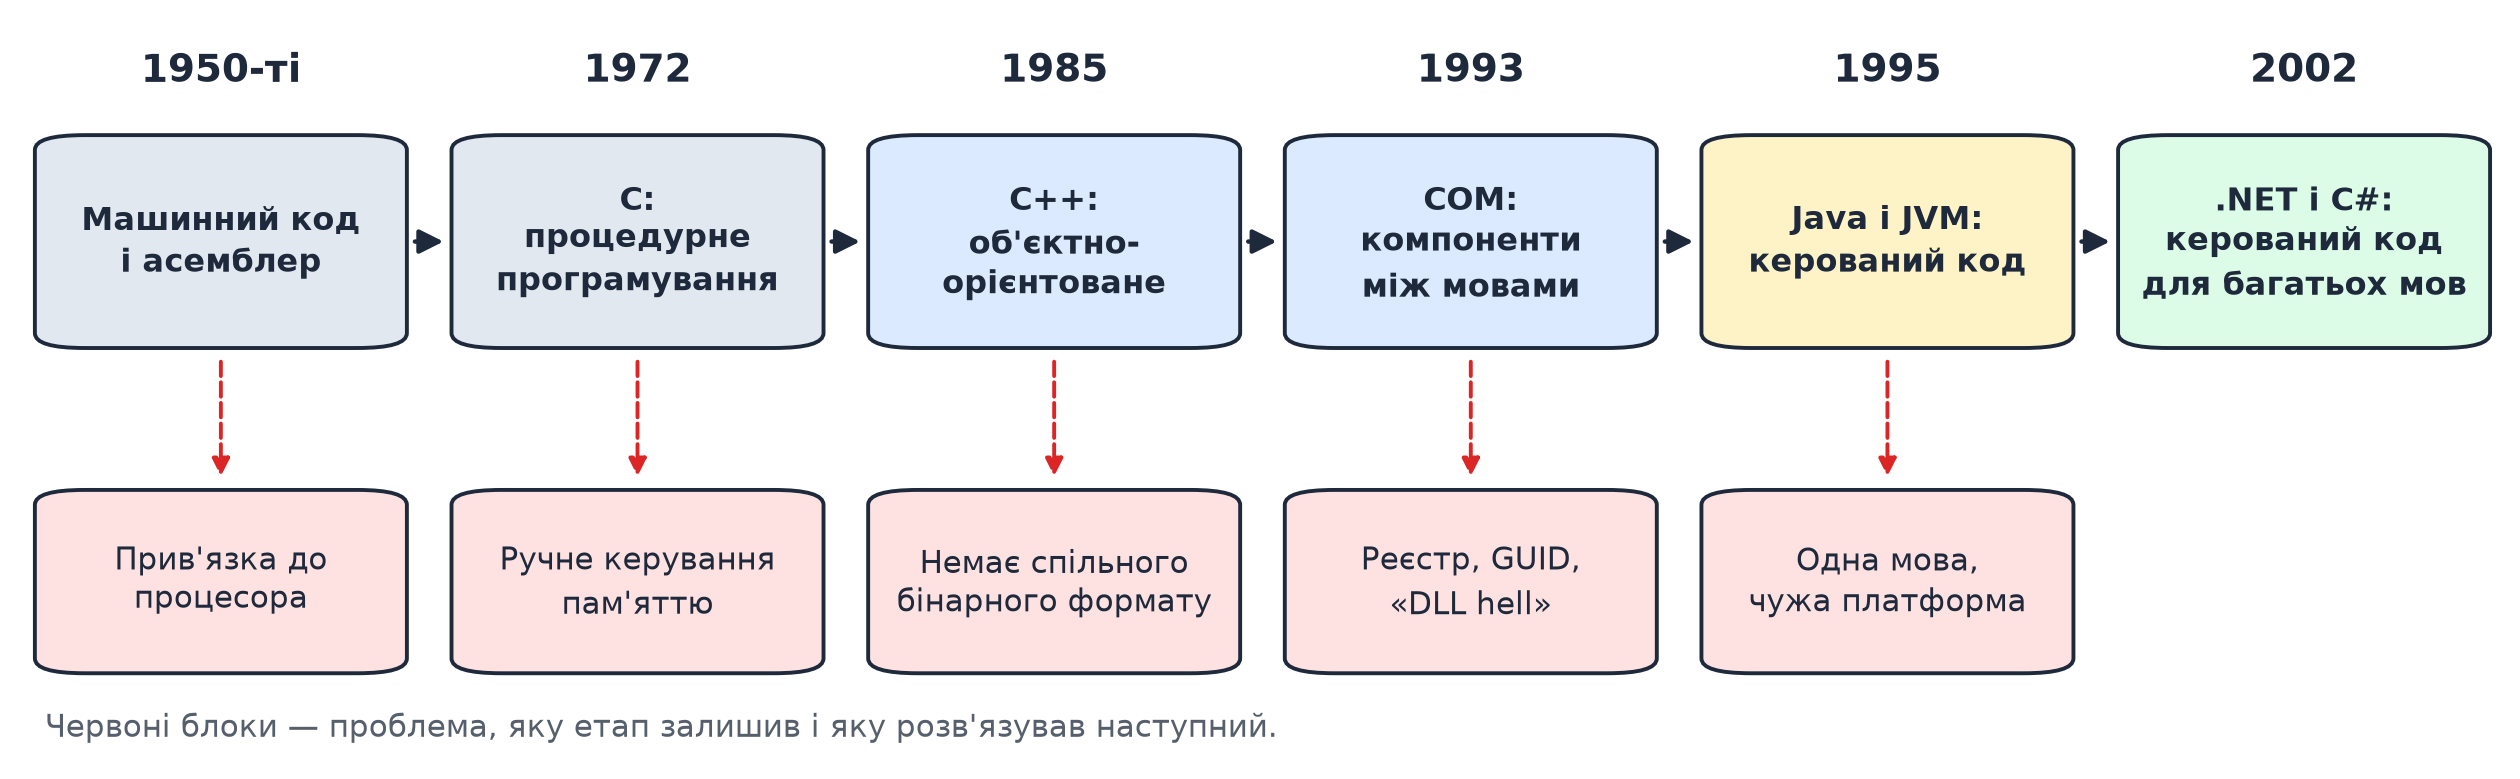 1950-ті
1972
1985
1993
1995
2002
Машинний код
і асемблер
C:
процедурне
програмування
C++:
об'єктно-
орієнтоване
COM:
компоненти
між мовами
Java і JVM:
керований код
.NET і C#:
керований код
для багатьох мов
Прив'язка до
процесора
Ручне керування
пам'яттю
Немає спільного
бінарного формату
Реєстр, GUID,
«DLL hell»
Одна мова,
чужа платформа
Червоні блоки — проблема, яку етап залишив і яку розв'язував наступний.